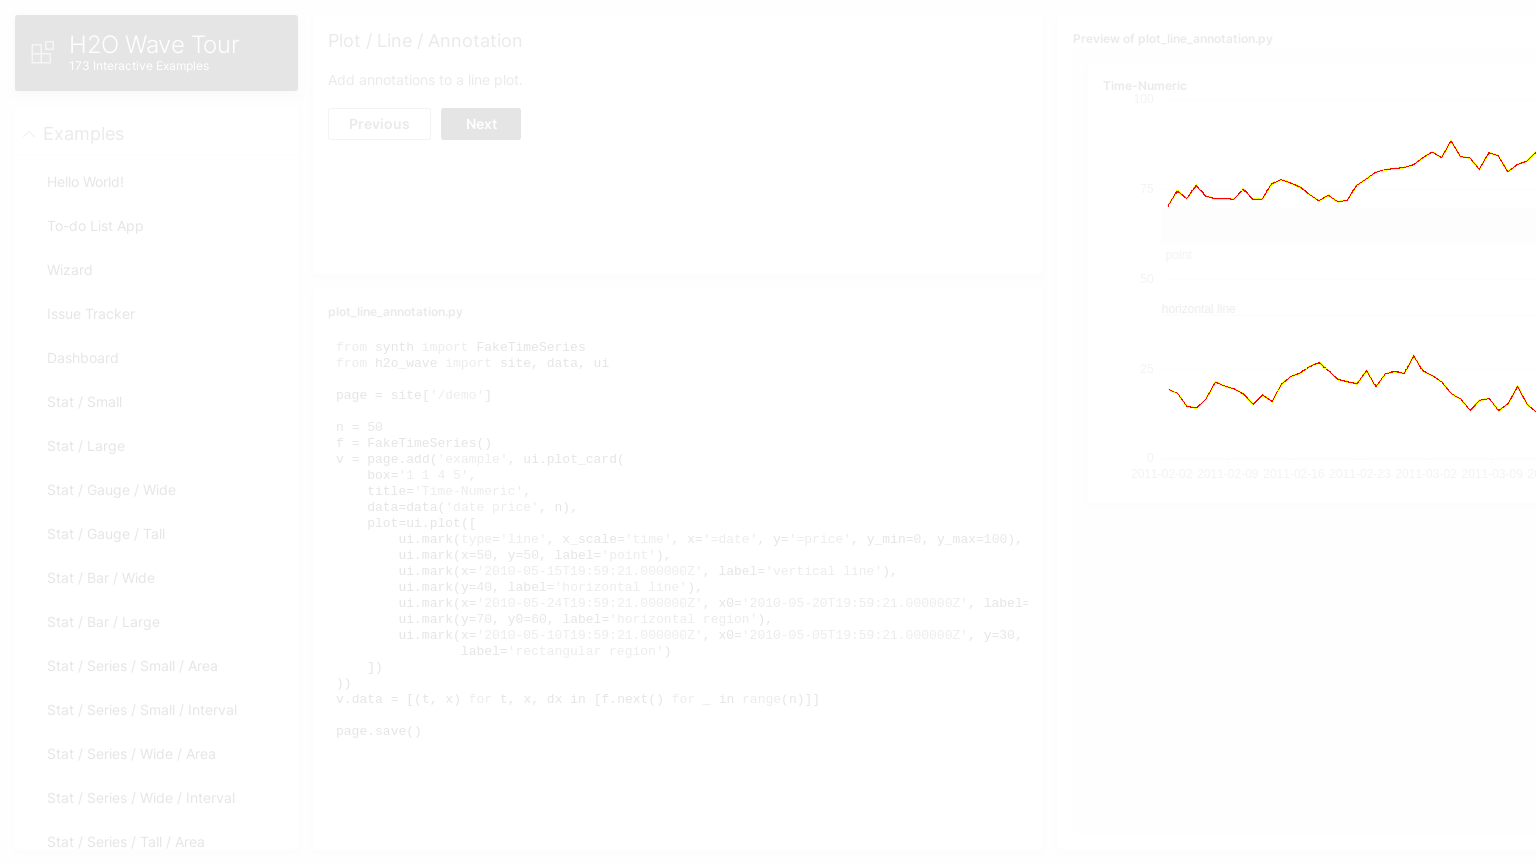 H2O Wave Tour
173 Interactive Examples
Examples
Hello World!
To-do List App
Wizard
Issue Tracker
Dashboard
Stat / Small
Stat / Large
Stat / Gauge / Wide
Stat / Gauge / Tall
Stat / Bar / Wide
Stat / Bar / Large
Stat / Series / Small / Area
Stat / Series / Small / Interval
Stat / Series / Wide / Area
Stat / Series / Wide / Interval
Stat / Series / Tall / Area
Plot / Line / Annotation
Add annotations to a line plot.
Previous
Next
plot_line_annotation.py
from synth import FakeTimeSeries
from h2o_wave import site, data, ui
page = site['/demo']
n = 50
f = FakeTimeSeries()
v = page.add('example', ui.plot_card(
box='1 1 4 5',
title='Time-Numeric',
data=data('date price', n),
plot=ui.plot([
ui.mark(type='line', x_scale='time', x='=date', y='=price', y_min=0, y_max=100),
ui.mark(x=50, y=50, label='point'),
ui.mark(x='2010-05-15T19:59:21.000000Z', label='vertical line'),
ui.mark(y=40, label='horizontal line'),
ui.mark(x='2010-05-24T19:59:21.000000Z', x0='2010-05-20T19:59:21.000000Z', label=
ui.mark(y=70, y0=60, label='horizontal region'),
ui.mark(x='2010-05-10T19:59:21.000000Z', x0='2010-05-05T19:59:21.000000Z', y=30,
label='rectangular region')
])
))
v.data = [(t, x) for t, x, dx in [f.next() for _ in range(n)]]
page.save()
Preview of plot_line_annotation.py
Time-Numeric
100
75
point
50
horizontal line
25
0
2011-02-02 2011-02-09 2011-02-16 2011-02-23 2011-03-02 2011-03-09